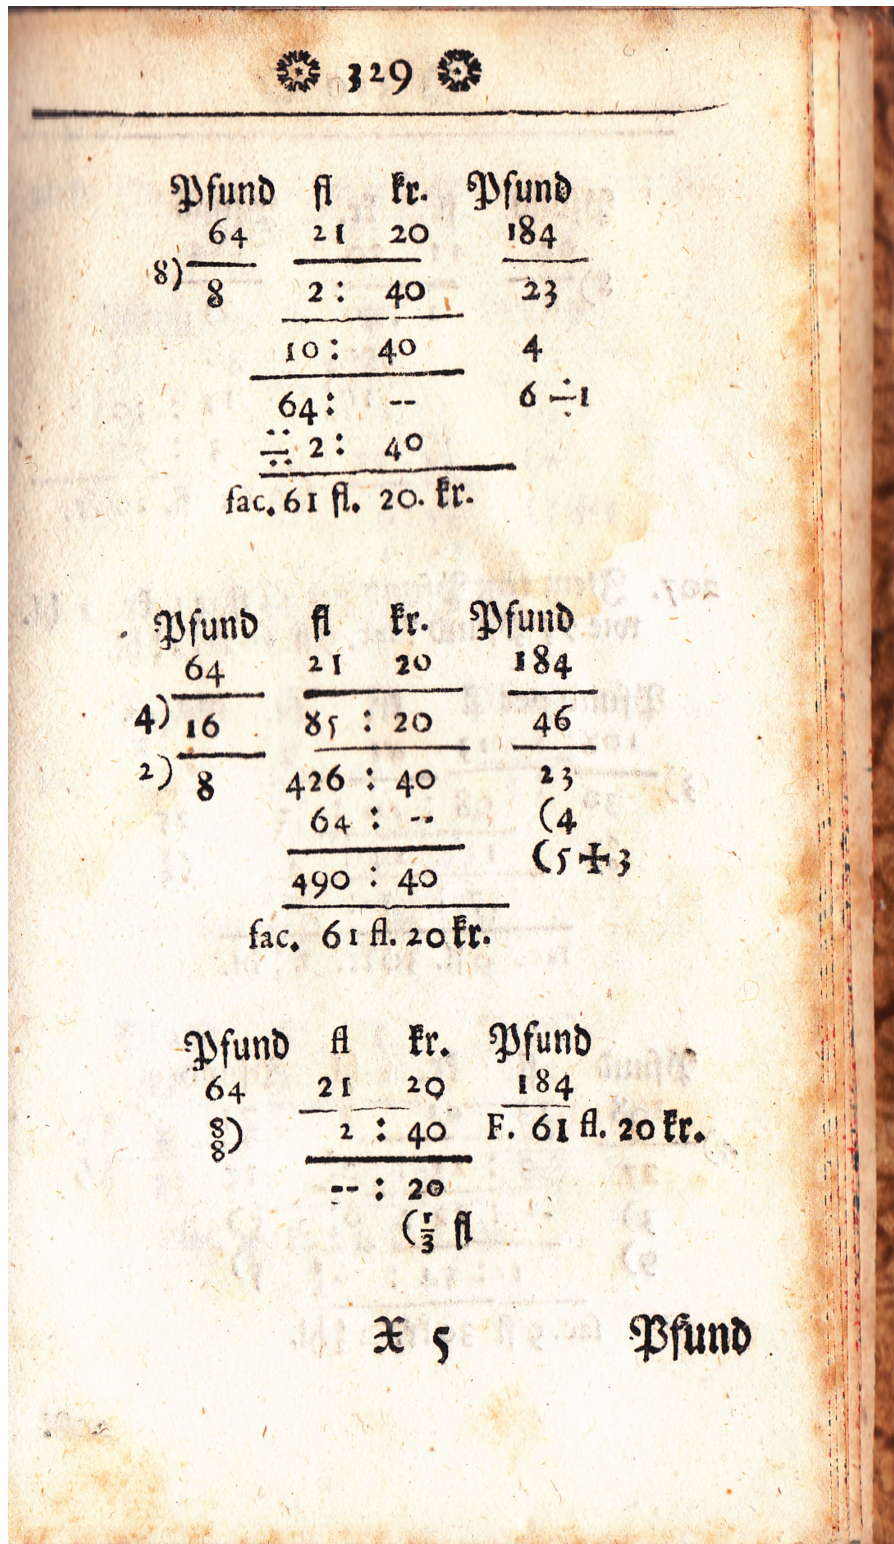 329
Pfund fl kr. Pfund
64 21 20 184
8) 8 2 : 40 23
10 : 40 4
64 : -- 6 ÷ 1
÷ 2 : 40
fac. 61 fl. 20. kr.
Pfund fl kr. Pfund
64 21 20 184
4) 16 85 : 20 46
2) 8 426 : 40 23
64 : -- (4
490 : 40 (5 + 3
fac. 61 fl. 20 kr.
Pfund fl kr. Pfund
64 21 20 184
8 8) 2 : 40 F. 61 fl. 20 kr.
-- : 20
(1/3 fl
X 5 Pfund